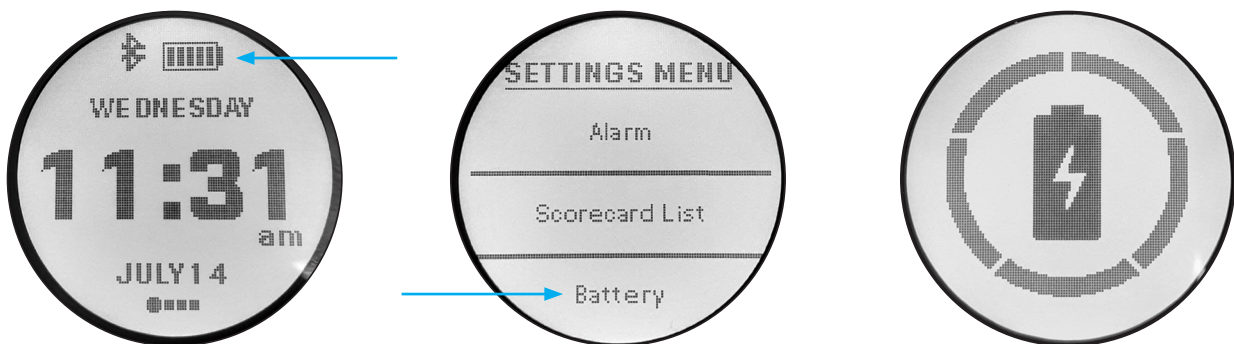 WEDNESDAY
11:31
am
JULY 14
SETTINGS MENU
Alarm
Scorecard List
Battery